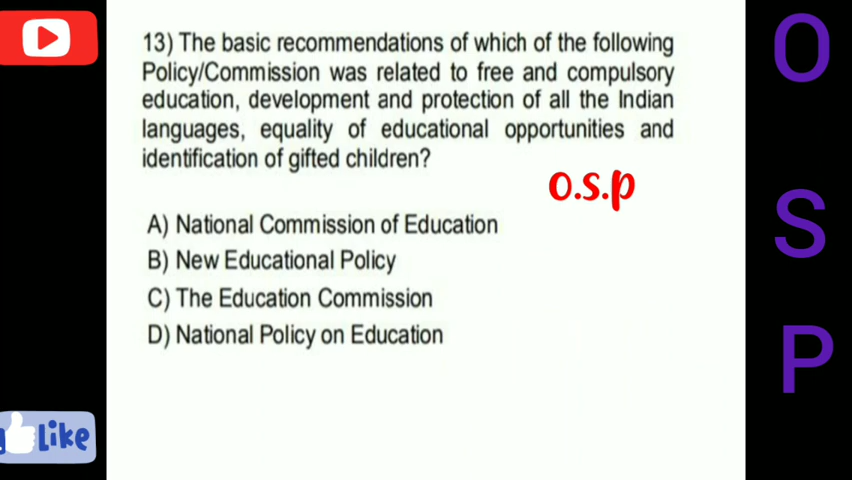 13) The basic recommendations of which of the following
Policy/Commission was related to free and compulsory
education, development and protection of all the Indian
languages, equality of educational opportunities and
identification of gifted children?
O.S.P
A) National Commission of Education
B) New Educational Policy
C) The Education Commission
D) National Policy on Education
Like
O
S
P